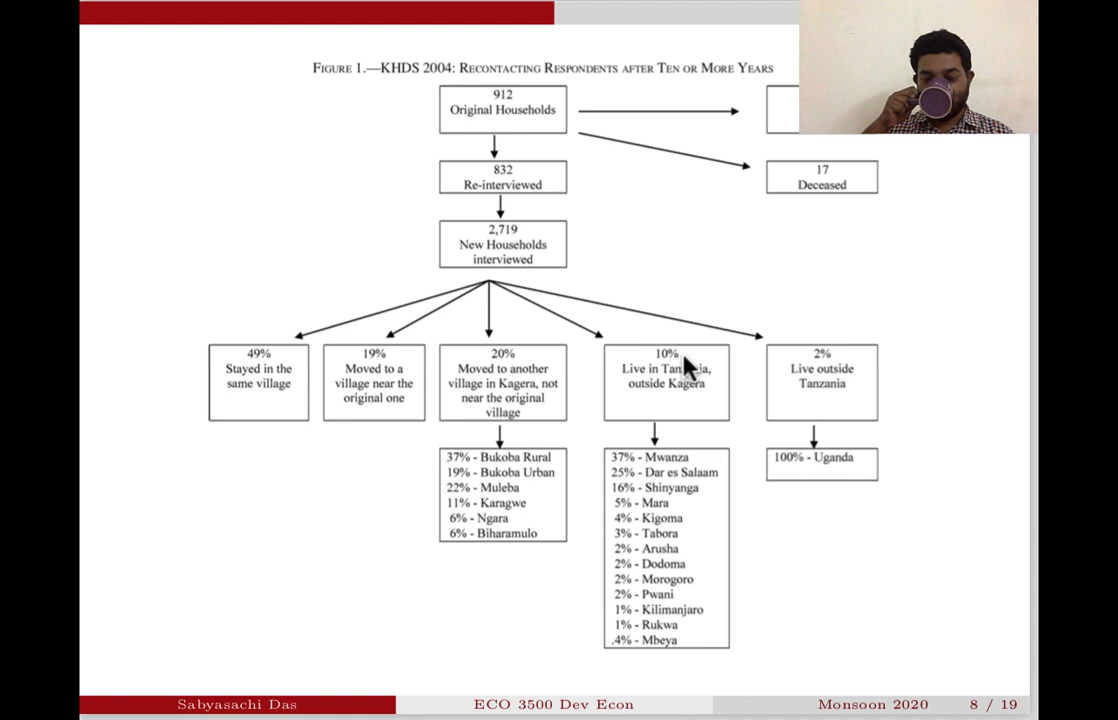 FIGURE 1.—KHDS 2004: RECONTACTING RESPONDENTS AFTER TEN OR MORE YEARS
912
Original Households
832
Re-interviewed
17
Deceased
2,719
New Households
interviewed
49%
Stayed in the
same village
19%
Moved to a
village near the
original one
20%
Moved to another
village in Kagera, not
near the original
village
10%
Live in
outside Kagera
2%
Live outside
Tanzania
37% - Bukoba Rural
19% - Bukoba Urban
22% - Muleba
11% - Karagwe
6% - Ngara
6% - Biharamulo
37% - Mwanza
25% - Dar es Salaam
16% - Shinyanga
5% - Mara
4% - Kigoma
3% - Tabora
2% - Arusha
2% - Dodoma
2% - Morogoro
2% - Pwani
1% - Kilimanjaro
1% - Rukwa
.4% - Mbeya
100% - Uganda
Sabyasachi Das
ECO 3500 Dev Econ
Monsoon 2020
8 / 19